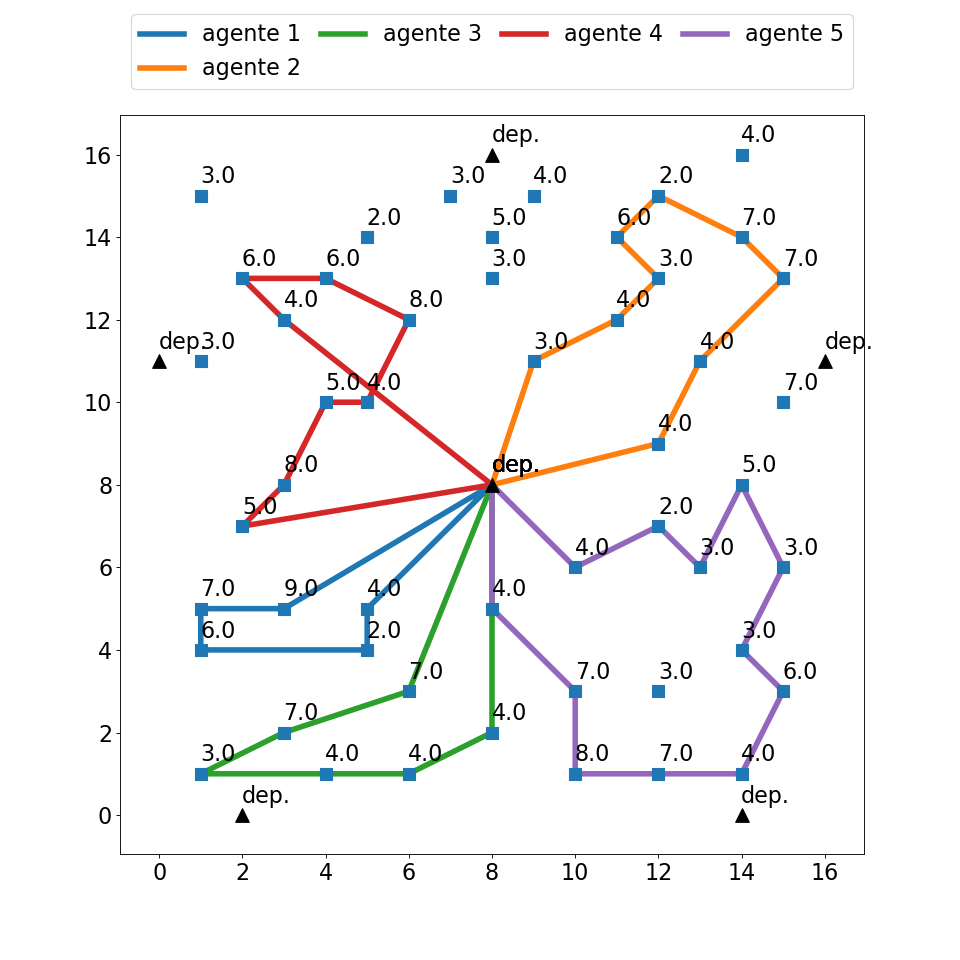 agente 1 agente 3 agente 4 agente 5
agente 2
dep. 4.0
16
3.0 3.0 4.0 2.0
2.0 5.0 6.0 7.0
14
6.0 6.0 3.0 3.0 7.0
4.0 8.0 4.0
12
dep. 3.0 3.0 4.0 dep.
5.0 4.0 7.0
10
4.0
8.0 dep. 5.0
8
5.0 2.0
4.0 3.0 3.0
6
7.0 9.0 4.0 4.0
6.0 2.0 3.0
4
7.0 7.0 3.0 6.0
7.0 4.0
2
3.0 4.0 4.0 8.0 7.0 4.0
dep. dep.
0
0 2 4 6 8 10 12 14 16